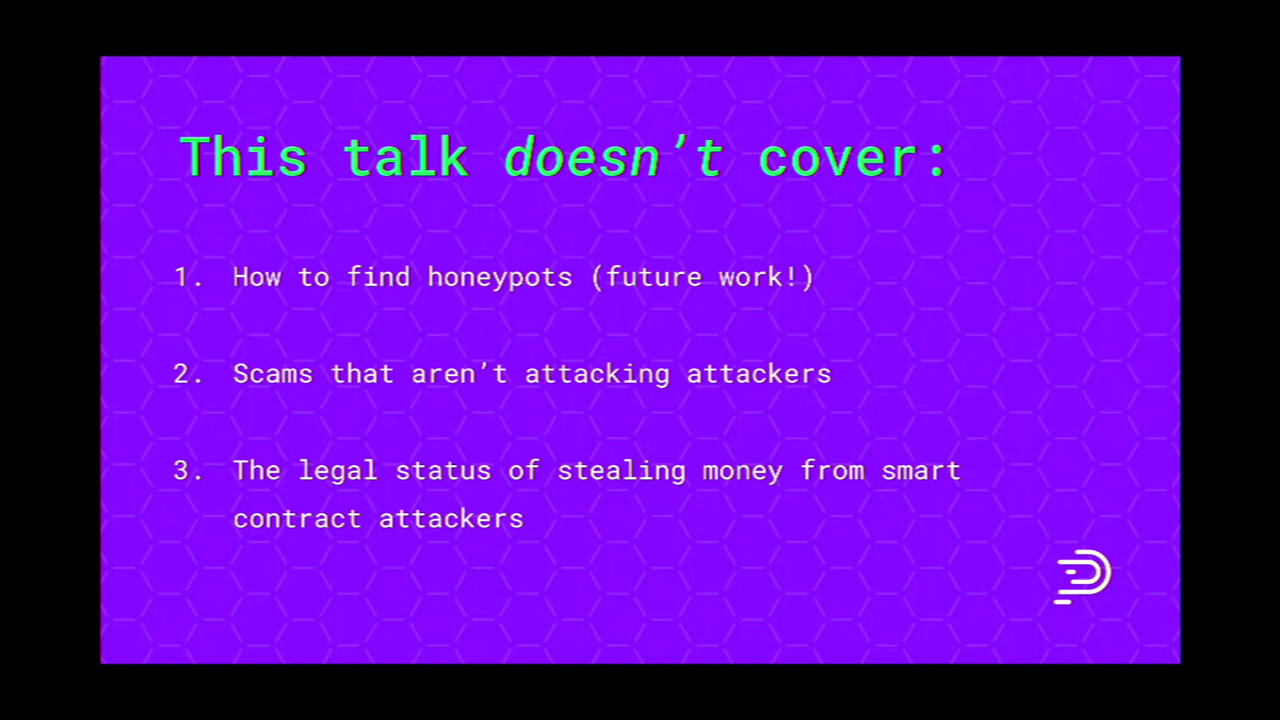 This talk doesn’t cover:
1. How to find honeypots (future work!)
2. Scams that aren’t attacking attackers
3. The legal status of stealing money from smart
contract attackers